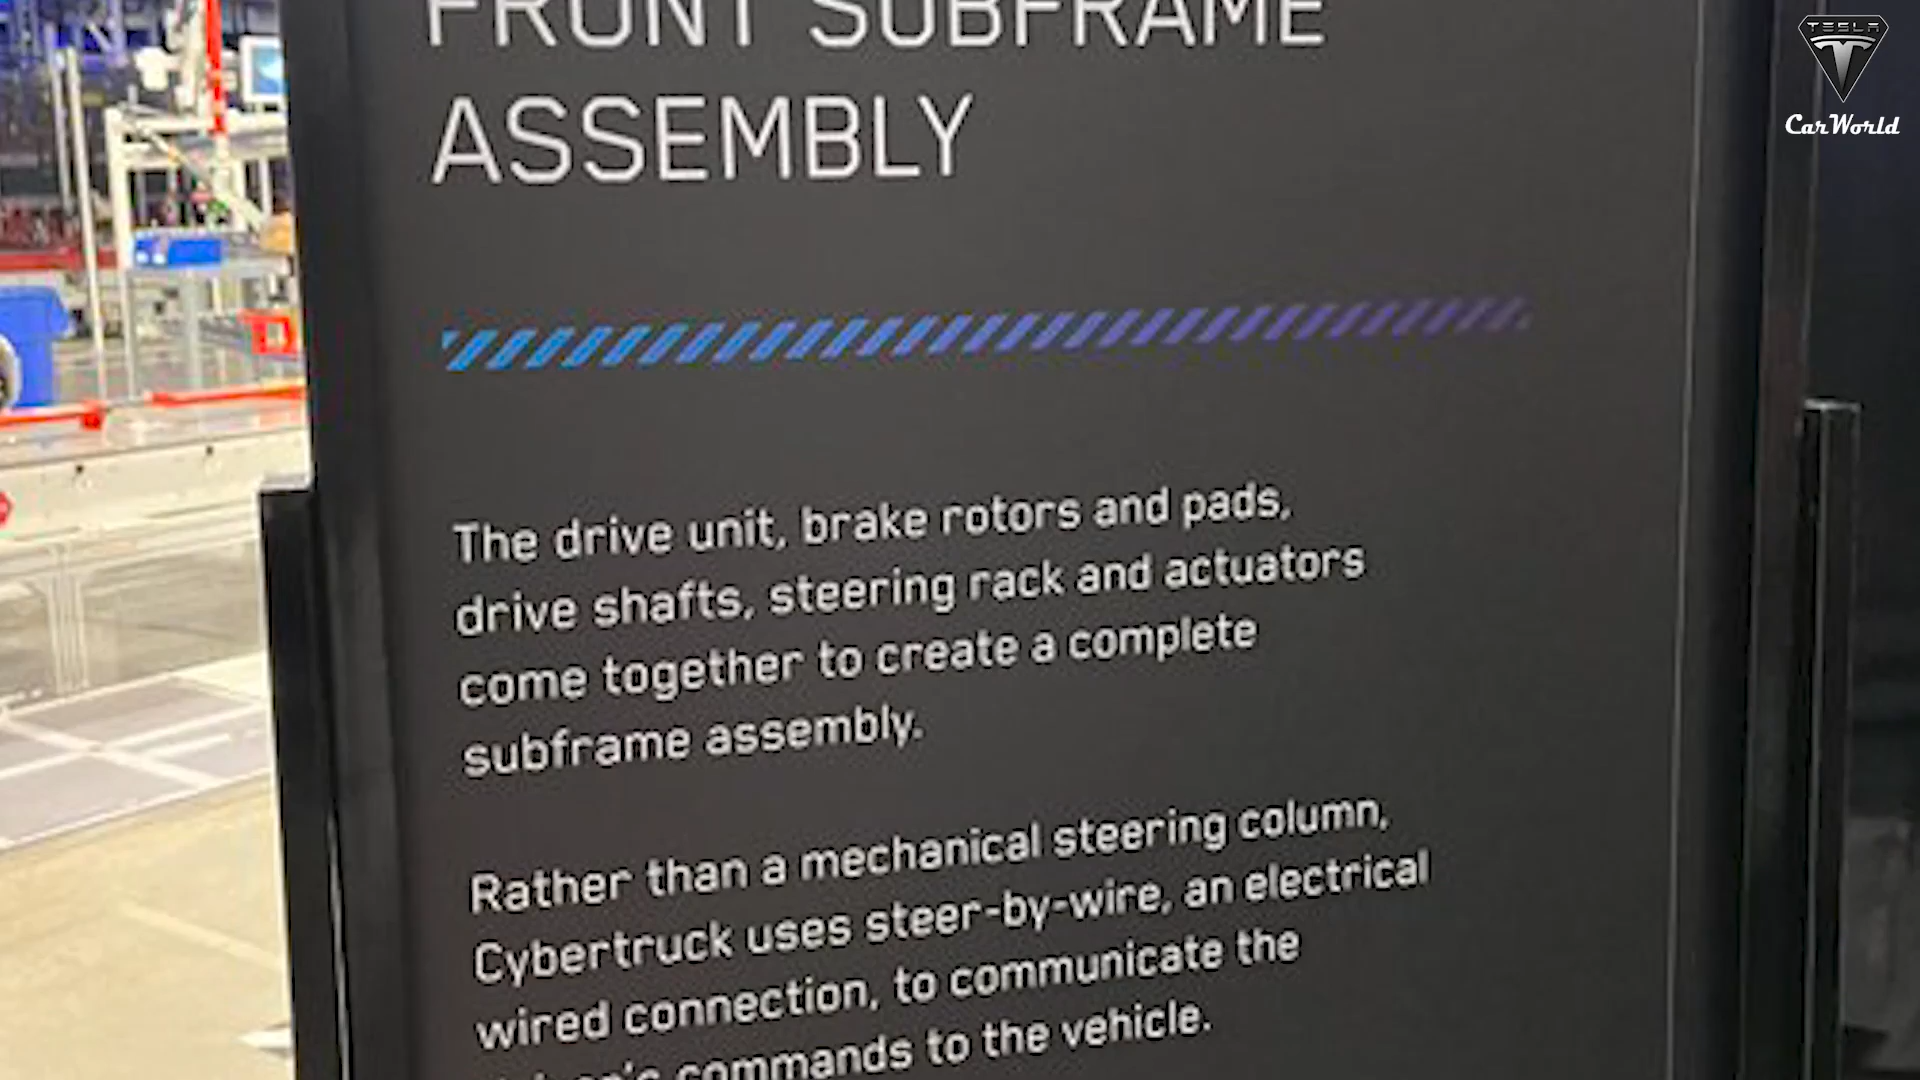 FRONT SUBFRAME
ASSEMBLY
The drive unit, brake rotors and pads,
drive shafts, steering rack and actuators
come together to create a complete
subframe assembly.
Rather than a mechanical steering column,
Cybertruck uses steer-by-wire, an electrical
wired connection, to communicate the
driver's commands to the vehicle.
TESLA
CarWorld